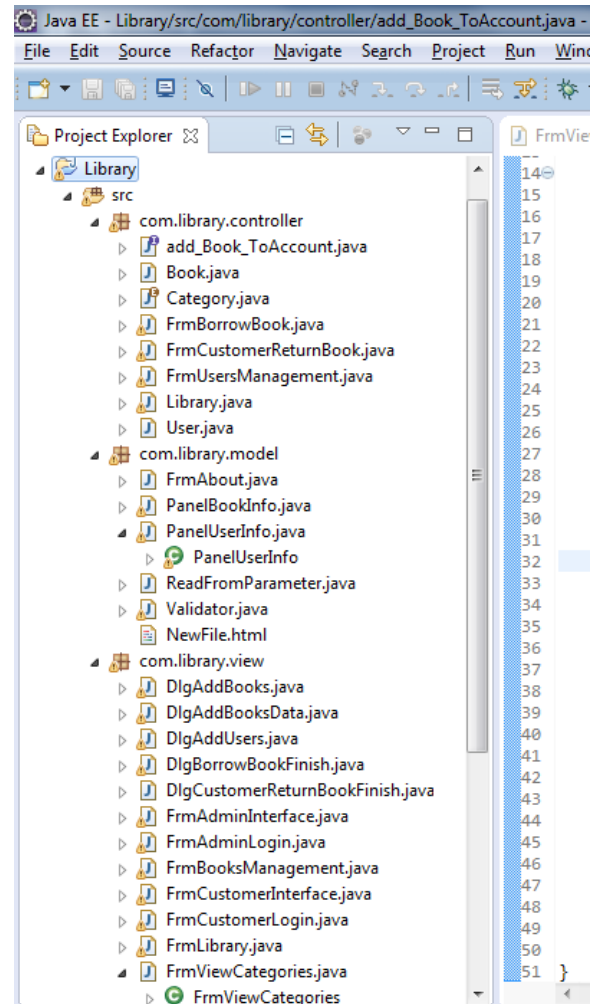 Java EE - Library/src/com/library/controller/add_Book_ToAccount.java -
File Edit Source Refactor Navigate Search Project Run Wind
Project Explorer
FrmVie
Library
src
com.library.controller
add_Book_ToAccount.java
Book.java
Category.java
FrmBorrowBook.java
FrmCustomerReturnBook.java
FrmUsersManagement.java
Library.java
User.java
com.library.model
FrmAbout.java
PanelBookInfo.java
PanelUserInfo.java
PanelUserInfo
ReadFromParameter.java
Validator.java
NewFile.html
com.library.view
DlgAddBooks.java
DlgAddBooksData.java
DlgAddUsers.java
DlgBorrowBookFinish.java
DlgCustomerReturnBookFinish.java
FrmAdminInterface.java
FrmAdminLogin.java
FrmBooksManagement.java
FrmCustomerInterface.java
FrmCustomerLogin.java
FrmLibrary.java
FrmViewCategories.java
FrmViewCategories
14
15
16
17
18
19
20
21
22
23
24
25
26
27
28
29
30
31
32
33
34
35
36
37
38
39
40
41
42
43
44
45
46
47
48
49
50
51 }